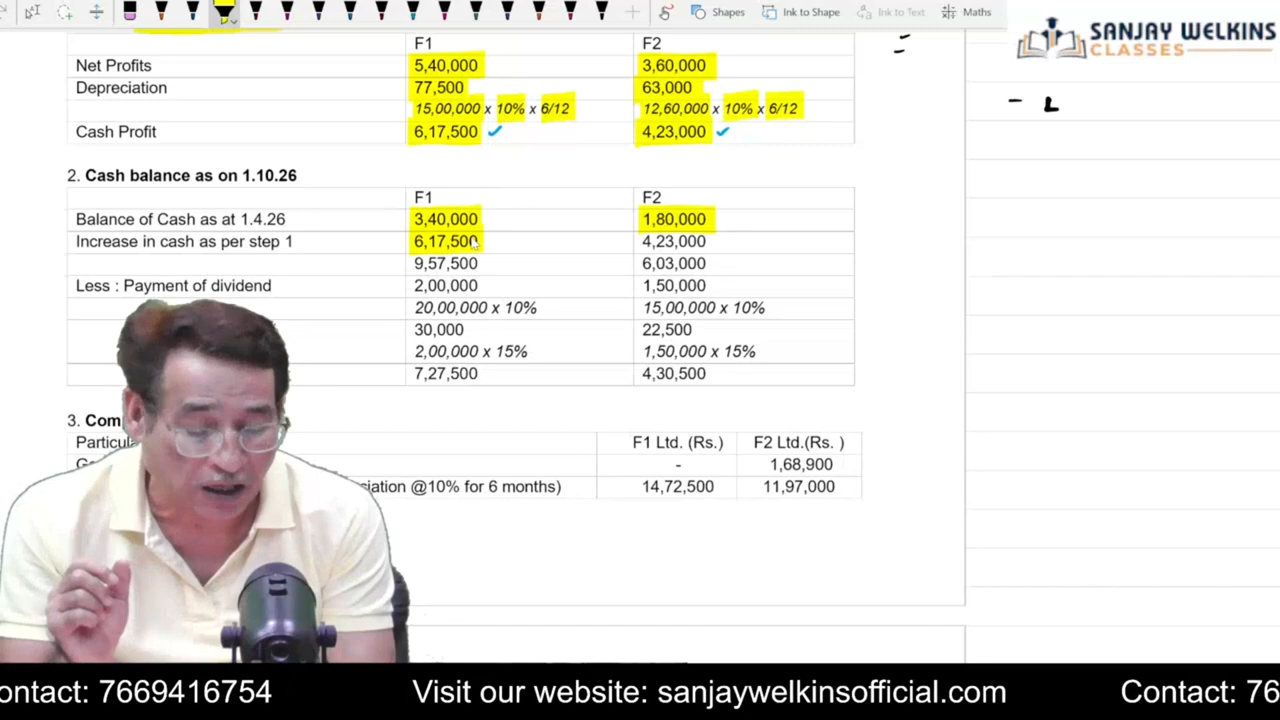 Shapes Ink to Shape Ink to Text Maths
SANJAY WELKINS
CLASSES
F1 F2
Net Profits 5,40,000 3,60,000
Depreciation 77,500 63,000
15,00,000 x 10% x 6/12 12,60,000 x 10% x 6/12
Cash Profit 6,17,500 4,23,000
- L
2. Cash balance as on 1.10.26
F1 F2
Balance of Cash as at 1.4.26 3,40,000 1,80,000
Increase in cash as per step 1 6,17,500 4,23,000
9,57,500 6,03,000
Less : Payment of dividend 2,00,000 1,50,000
20,00,000 x 10% 15,00,000 x 10%
30,000 22,500
2,00,000 x 15% 1,50,000 x 15%
7,27,500 4,30,500
3. Com
Particula F1 Ltd. (Rs.) F2 Ltd.(Rs. )
- 1,68,900
ciation @10% for 6 months) 14,72,500 11,97,000
ontact: 7669416754 Visit our website: sanjaywelkinsofficial.com Contact: 76